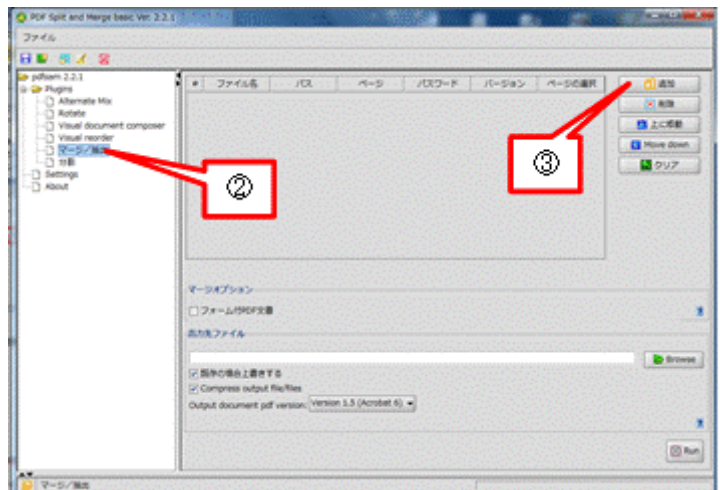 PDF Split and Merge basic Ver. 2.2.1
ファイル
pdfsam 2.2.1
Plugins
Alternate Mix
Rotate
Visual document composer
Visual reorder
マージ／抽出
分割
Settings
About
# ファイル名 パス ページ パスワード バージョン ページの選択
追加
削除
上に移動
Move down
クリア
②
③
マージオプション
フォーム付PDF文書
出力先ファイル
Browse
既存の場合上書きする
Compress output file/files
Output document pdf version: Version 1.5 (Acrobat 6)
Run
マージ／抽出